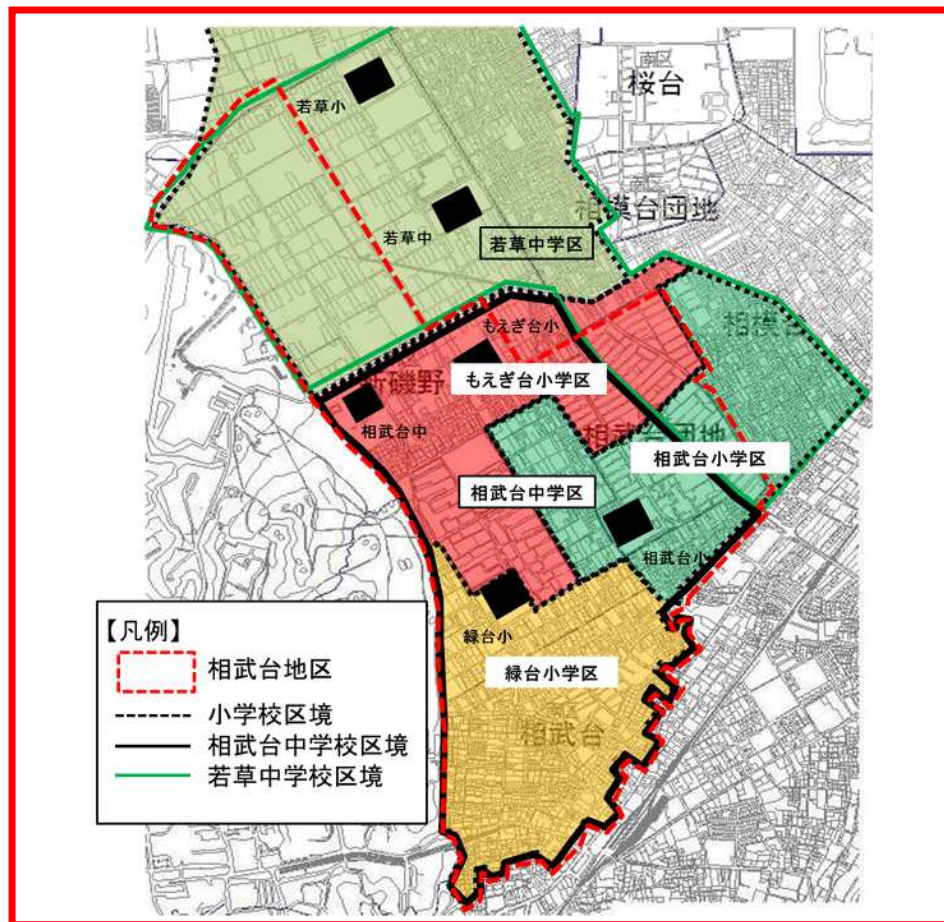 南区
桜台
若草小
相模台団地
若草中
若草中学区
もえぎ台小
相模台
新磯野
もえぎ台小学区
相武台中
相武台団地
相武台小学区
相武台中学区
相武台小
緑台小
緑台小学区
相武台
【凡例】
相武台地区
小学校区境
相武台中学校区境
若草中学校区境